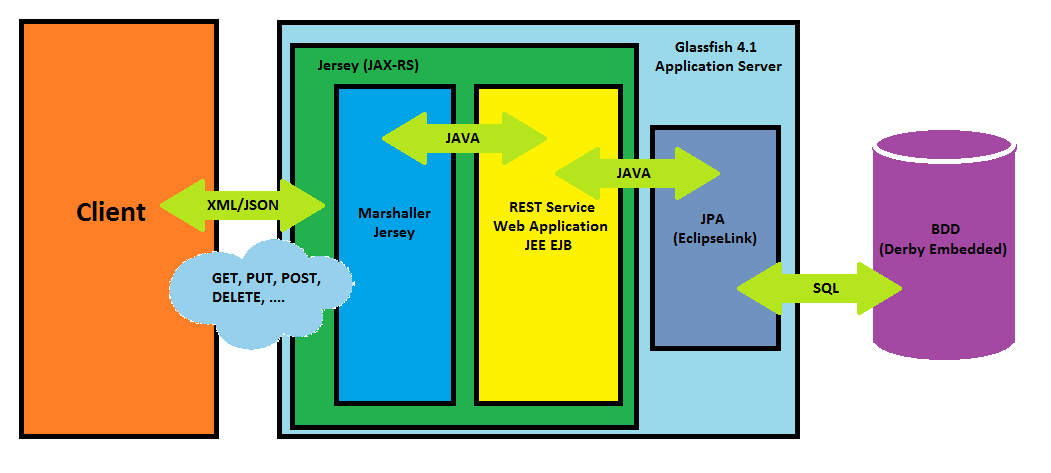 Glassfish 4.1
Application Server
Jersey (JAX-RS)
JAVA
JAVA
Client
XML/JSON
Marshaller
Jersey
REST Service
Web Application
JEE EJB
JPA
(EclipseLink)
BDD
(Derby Embedded)
GET, PUT, POST,
DELETE, ....
SQL